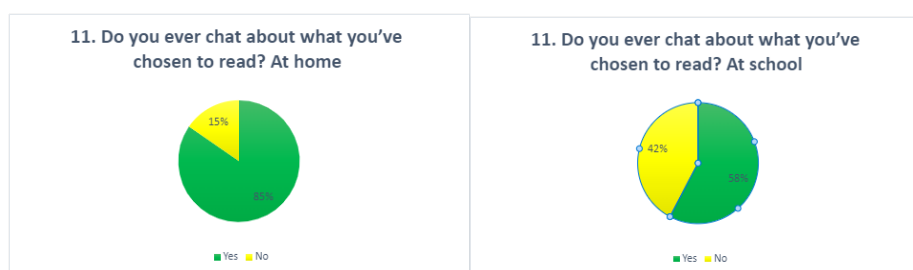 11. Do you ever chat about what you've
chosen to read? At home
15%
85%
Yes No
11. Do you ever chat about what you've
chosen to read? At school
42%
58%
Yes No